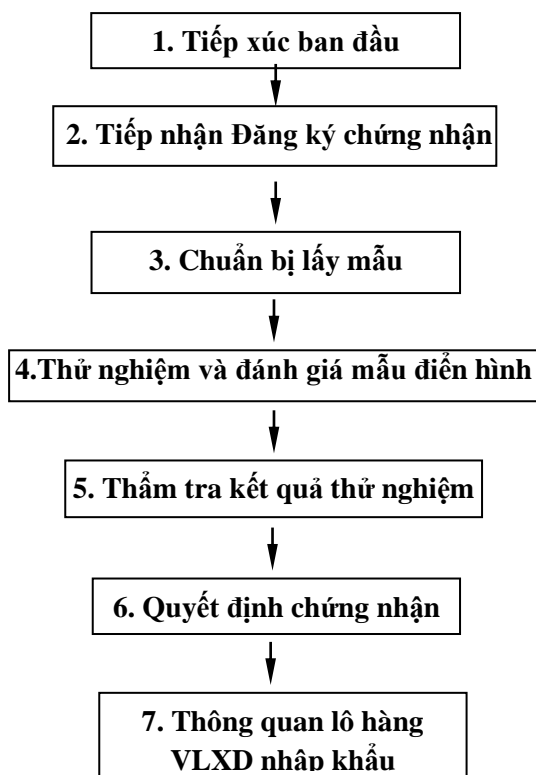 1. Tiếp xúc ban đầu
2. Tiếp nhận Đăng ký chứng nhận
3. Chuẩn bị lấy mẫu
4.Thử nghiệm và đánh giá mẫu điển hình
5. Thẩm tra kết quả thử nghiệm
6. Quyết định chứng nhận
7. Thông quan lô hàng
VLXD nhập khẩu